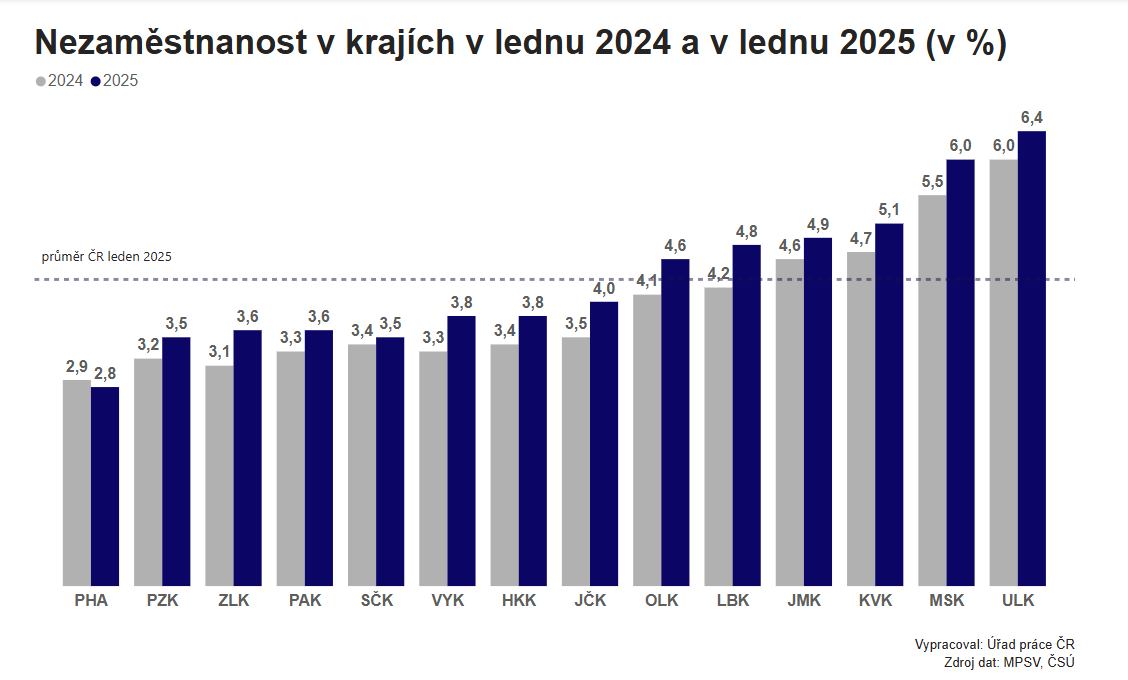 Nezaměstnanost v krajích v lednu 2024 a v lednu 2025 (v %)
2024 2025
6,4
6,0 6,0
5,5
5,1
4,9
4,8
4,7
4,6 4,6
průměr ČR leden 2025
4,2
4,1
4,0
3,8 3,8
3,6 3,6
3,5 3,4 3,5 3,5
3,3 3,3 3,4
3,2
3,1
2,9 2,8
PHA PZK ZLK PAK SČK VYK HKK JČK OLK LBK JMK KVK MSK ULK
Vypracoval: Úřad práce ČR
Zdroj dat: MPSV, ČSÚ